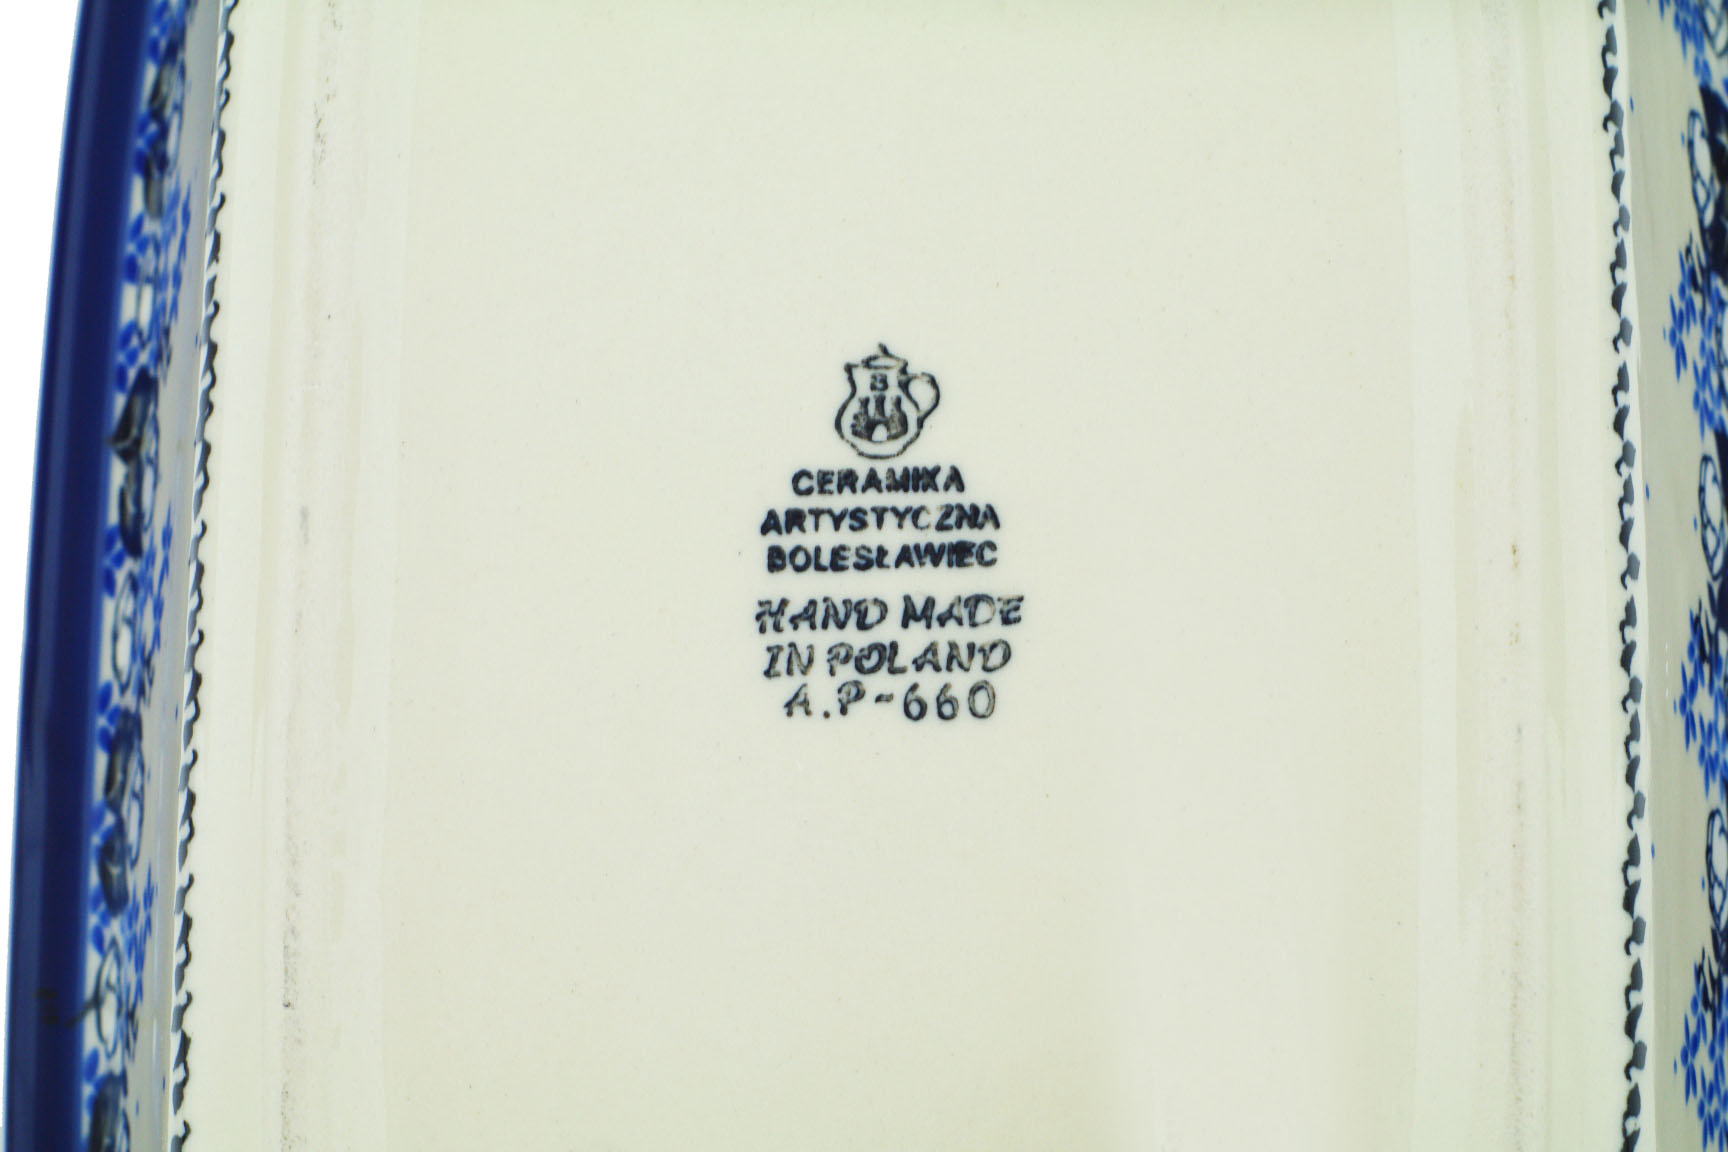 B
CERAMIKA
ARTYSTYCZNA
BOLESŁAWIEC
HAND MADE
IN POLAND
A.P-660